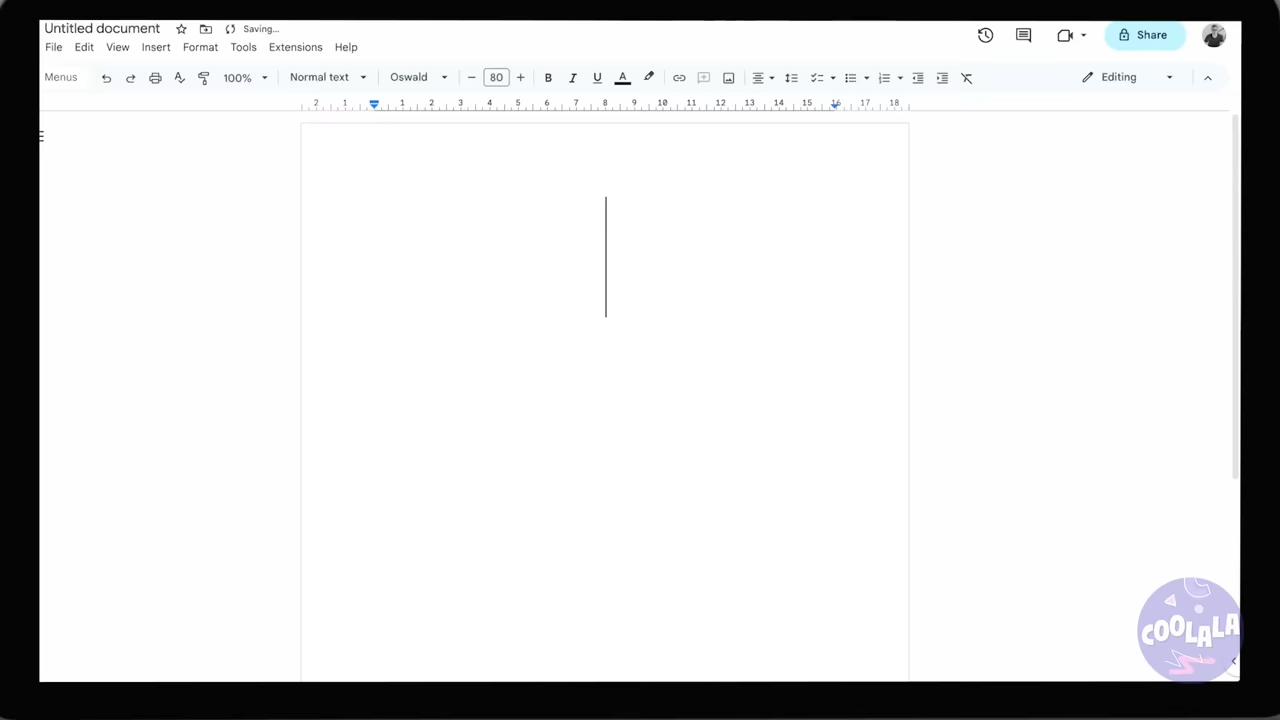 Untitled document Saving...
File Edit View Insert Format Tools Extensions Help
Share
Menus 100% Normal text Oswald − 80 + B I U A Editing
2 1 1 2 3 4 5 6 7 8 9 10 11 12 13 14 15 16 17 18
COOLALA